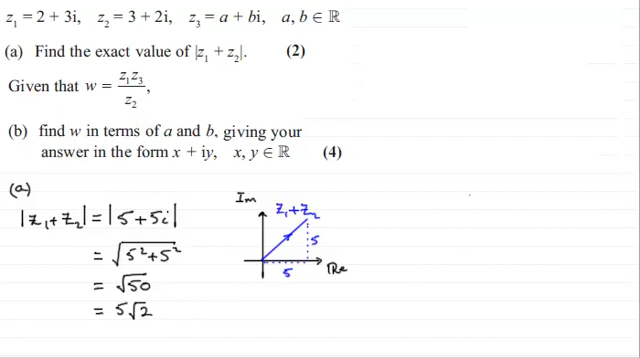 z₁ = 2 + 3i, z₂ = 3 + 2i, z₃ = a + bi, a, b ∈ ℝ
(a) Find the exact value of |z₁ + z₂|. (2)
Given that w = z₁z₃/z₂,
(b) find w in terms of a and b, giving your
answer in the form x + iy, x, y ∈ ℝ (4)
(a)
|z₁+z₂| = |5+5i|
= √(5²+5²)
= √50
= 5√2
Im
z₁+z₂
5
5
Re